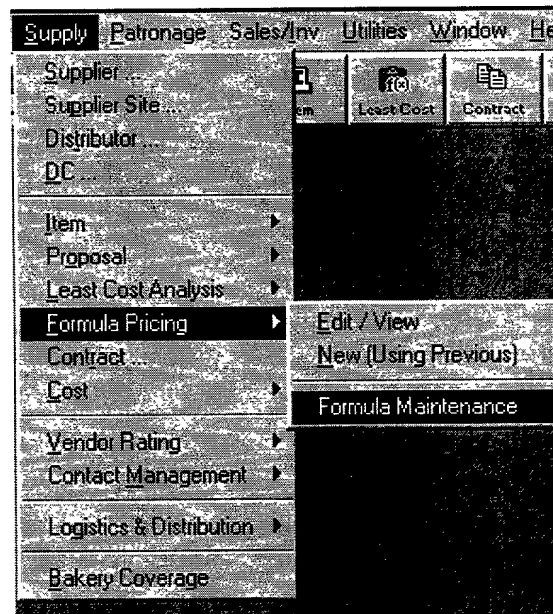 Supply Patronage Sales/Inv Utilities Window He
Supplier ...
Supplier Site ...
Distributor ...
DC ...
em Least Cost Contract
Item
Proposal
Least Cost Analysis
Formula Pricing
Edit / View
New (Using Previous)
Formula Maintenance
Contract ...
Cost
Vendor Rating
Contact Management
Logistics & Distribution
Bakery Coverage